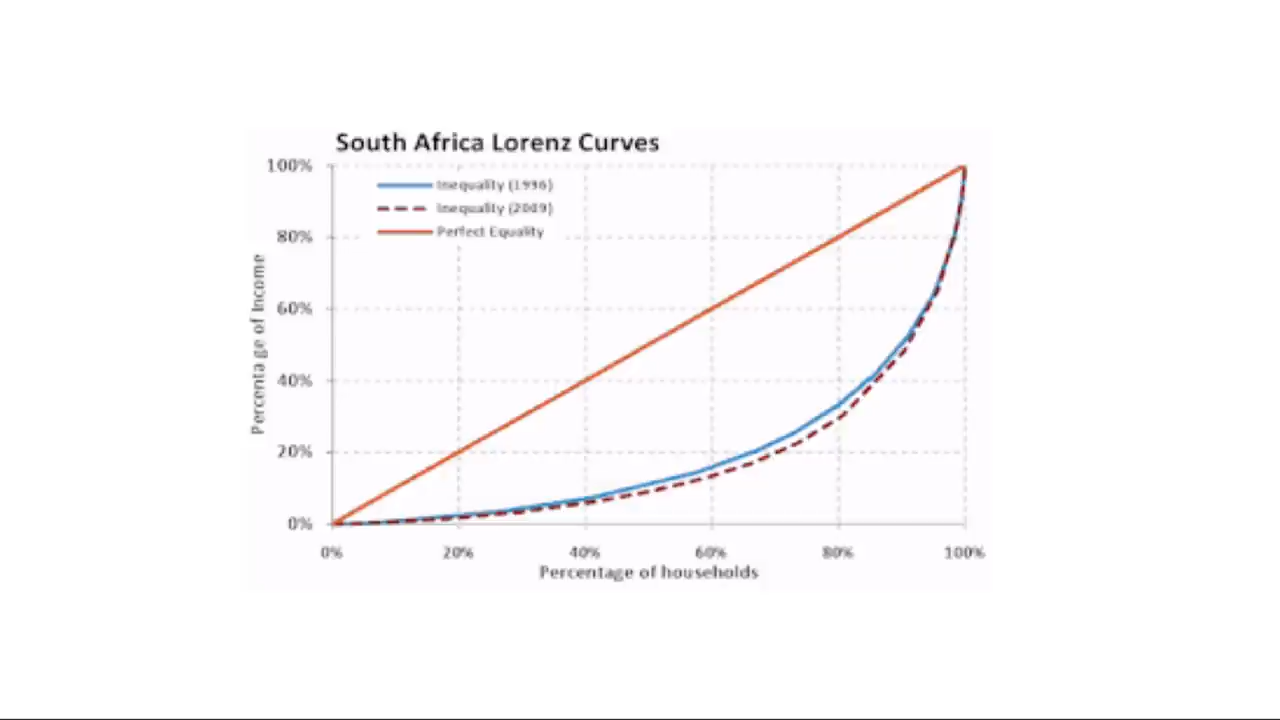 South Africa Lorenz Curves
100%
80%
60%
40%
20%
0%
Inequality (1996)
Inequality (2009)
Perfect Equality
Percentage of Income
0% 20% 40% 60% 80% 100%
Percentage of households